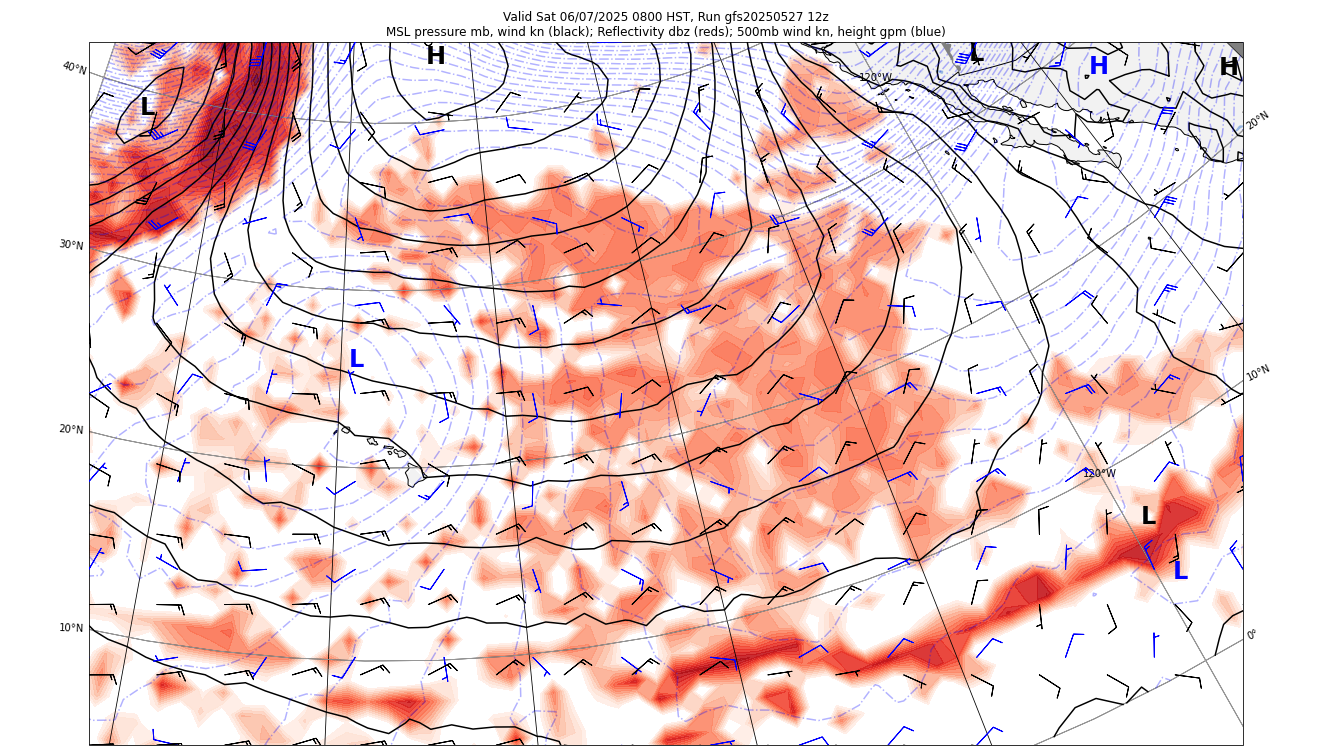 Valid Sat 06/07/2025 0800 HST, Run gfs20250527 12z
MSL pressure mb, wind kn (black); Reflectivity dbz (reds); 500mb wind kn, height gpm (blue)
H
L
H
H
40°N
120°W
L
20°N
30°N
L
10°N
20°N
120°W
L
L
10°N
0°